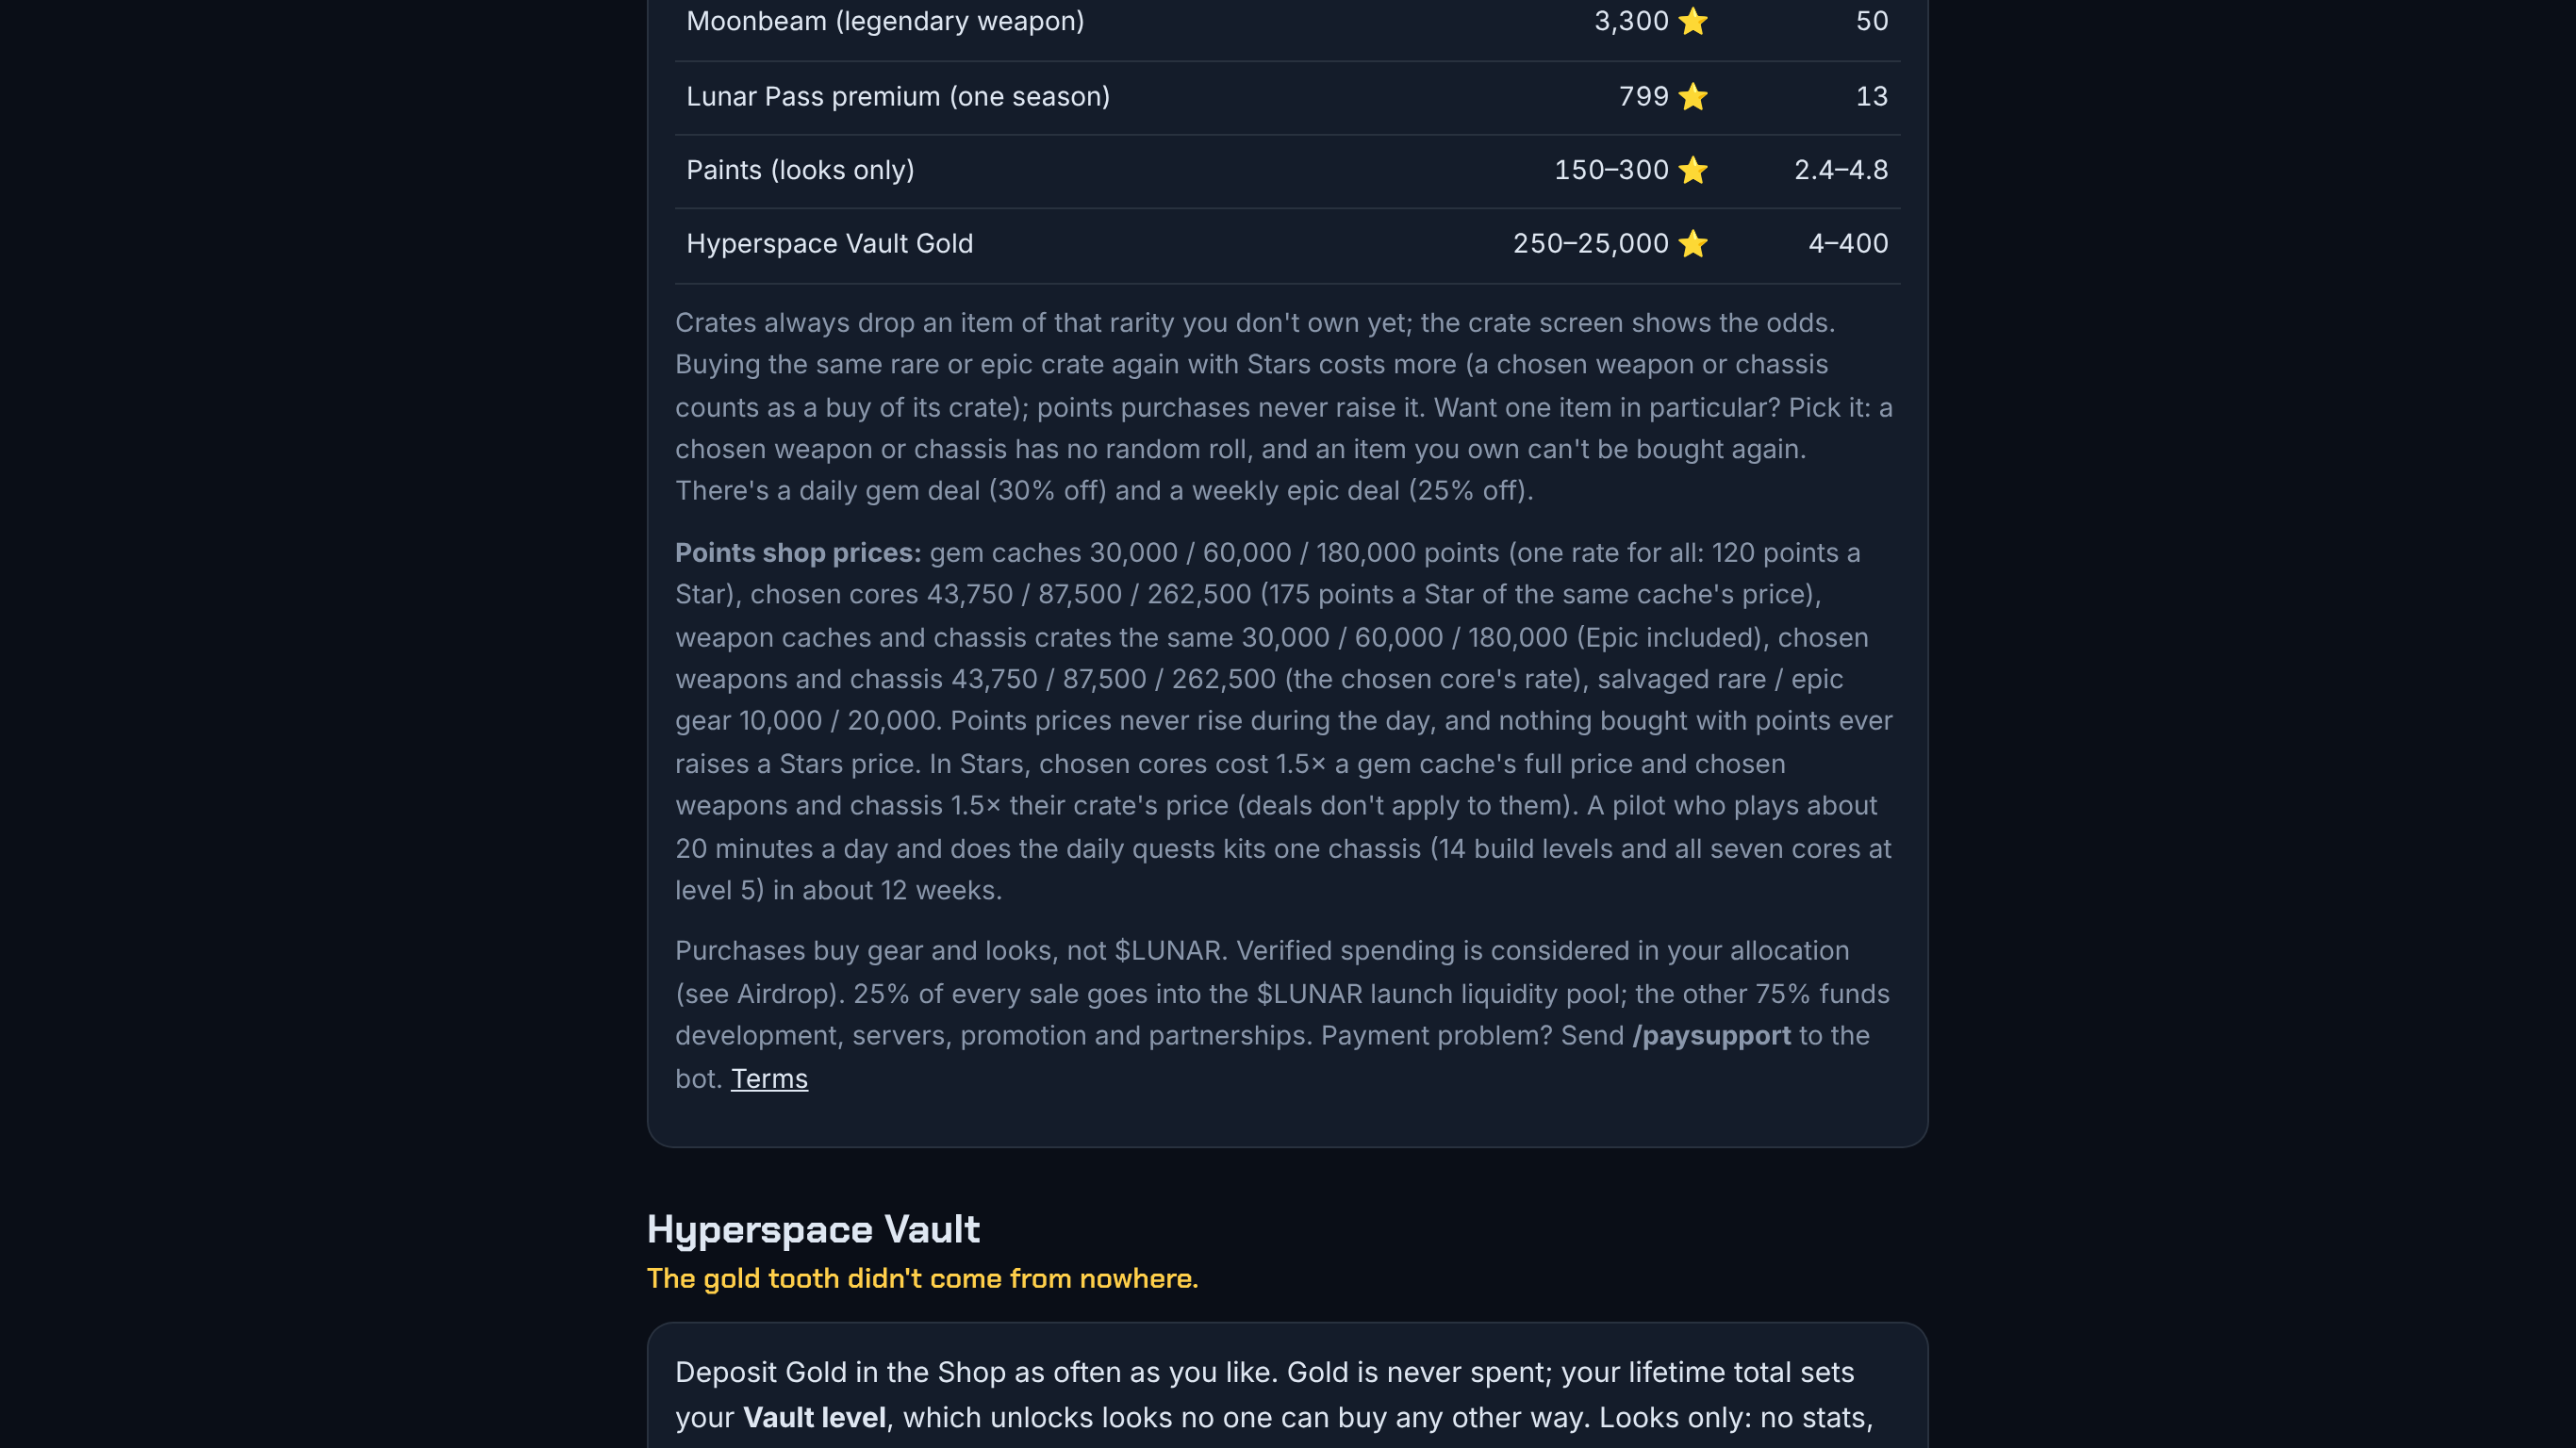 Moonbeam (legendary weapon) 3,300 ⭐ 50
Lunar Pass premium (one season) 799 ⭐ 13
Paints (looks only) 150–300 ⭐ 2.4–4.8
Hyperspace Vault Gold 250–25,000 ⭐ 4–400
Crates always drop an item of that rarity you don't own yet; the crate screen shows the odds.
Buying the same rare or epic crate again with Stars costs more (a chosen weapon or chassis
counts as a buy of its crate); points purchases never raise it. Want one item in particular? Pick it: a
chosen weapon or chassis has no random roll, and an item you own can't be bought again.
There's a daily gem deal (30% off) and a weekly epic deal (25% off).
Points shop prices: gem caches 30,000 / 60,000 / 180,000 points (one rate for all: 120 points a
Star), chosen cores 43,750 / 87,500 / 262,500 (175 points a Star of the same cache's price),
weapon caches and chassis crates the same 30,000 / 60,000 / 180,000 (Epic included), chosen
weapons and chassis 43,750 / 87,500 / 262,500 (the chosen core's rate), salvaged rare / epic
gear 10,000 / 20,000. Points prices never rise during the day, and nothing bought with points ever
raises a Stars price. In Stars, chosen cores cost 1.5× a gem cache's full price and chosen
weapons and chassis 1.5× their crate's price (deals don't apply to them). A pilot who plays about
20 minutes a day and does the daily quests kits one chassis (14 build levels and all seven cores at
level 5) in about 12 weeks.
Purchases buy gear and looks, not $LUNAR. Verified spending is considered in your allocation
(see Airdrop). 25% of every sale goes into the $LUNAR launch liquidity pool; the other 75% funds
development, servers, promotion and partnerships. Payment problem? Send /paysupport to the
bot. Terms
Hyperspace Vault
The gold tooth didn't come from nowhere.
Deposit Gold in the Shop as often as you like. Gold is never spent; your lifetime total sets
your Vault level, which unlocks looks no one can buy any other way. Looks only: no stats,